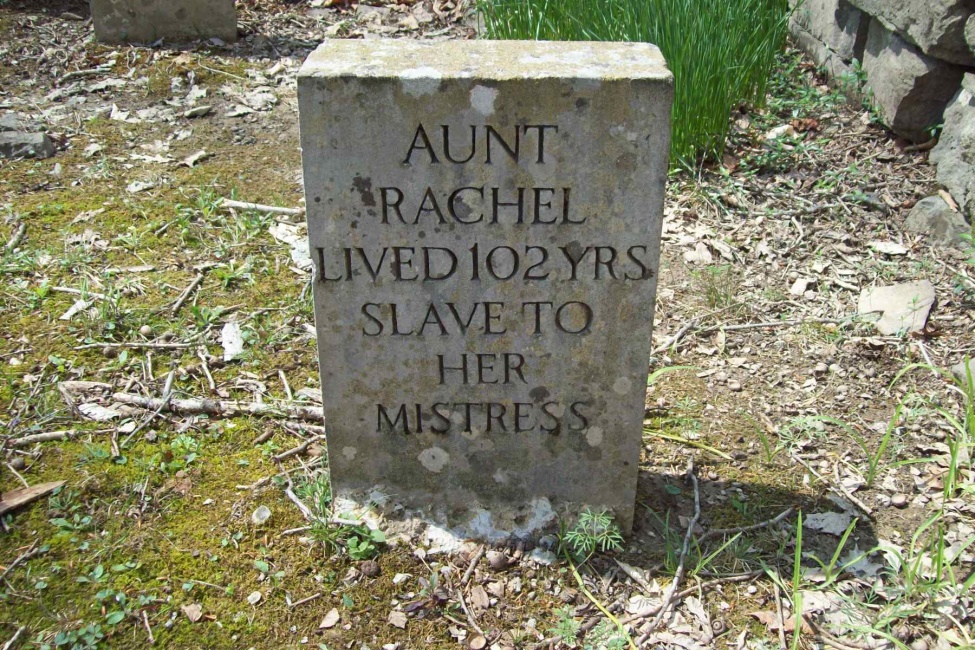 AUNT
RACHEL
LIVED 102 YRS
SLAVE TO
HER
MISTRESS